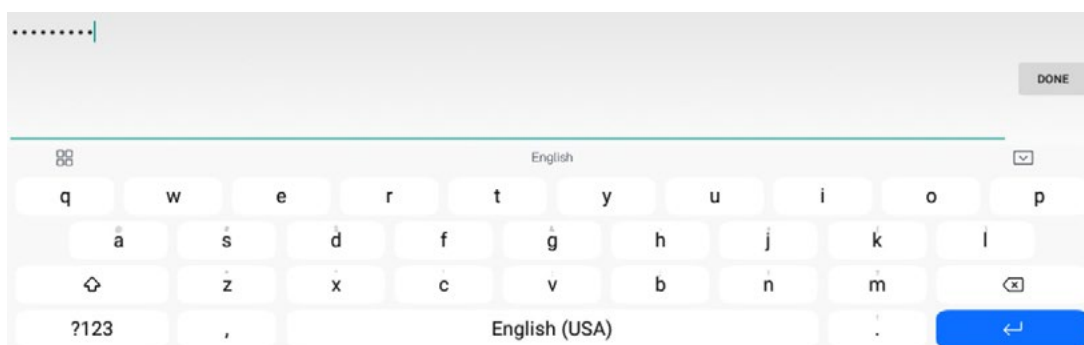 •••••••••
DONE
English
q w e r t y u i o p
a s d f g h j k l
z x c v b n m
?123 , English (USA) .